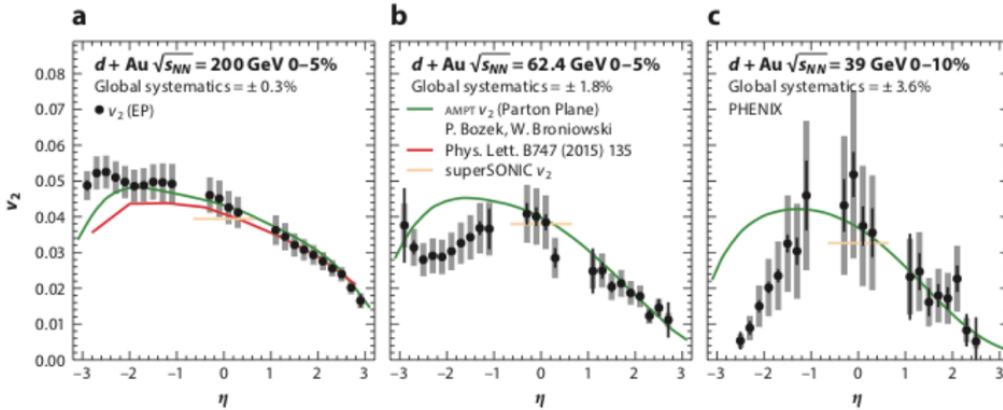 a
b
c
d + Au √sNN = 200 GeV 0–5%
Global systematics = ± 0.3%
v2 (EP)
d + Au √sNN = 62.4 GeV 0–5%
Global systematics = ± 1.8%
AMPT v2 (Parton Plane)
P. Bozek, W. Broniowski
Phys. Lett. B747 (2015) 135
superSONIC v2
d + Au √sNN = 39 GeV 0–10%
Global systematics = ± 3.6%
PHENIX
v2
0.08
0.07
0.06
0.05
0.04
0.03
0.02
0.01
0.00
−3 −2 −1 0 1 2 3
−3 −2 −1 0 1 2 3
−3 −2 −1 0 1 2 3
η
η
η